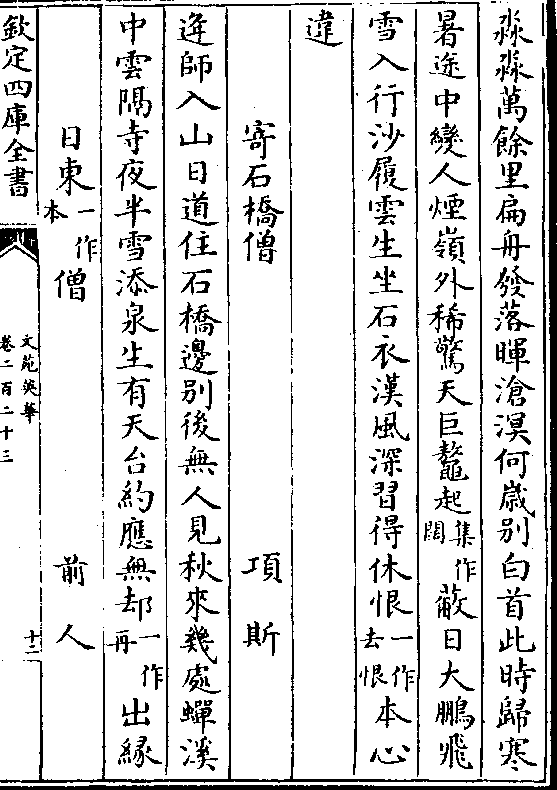 淼淼萬餘里扁舟發落暉滄溟何嵗别白首此時歸寒
暑途中變人煙嶺外稀驚天巨鼇起集作闊蔽日大鵬飛
雪入行沙履雲生坐石衣漢風深習得休恨一作去恨本心
違
寄石橋僧 項斯
逄師入山日道住石橋邊别後無人見秋來幾處蟬溪
中雲隔寺夜半雪添泉生有天台約應無却一作再出縁
日東一作本僧 前人
欽定四庫全書
文苑英華
卷二百二十三
十二